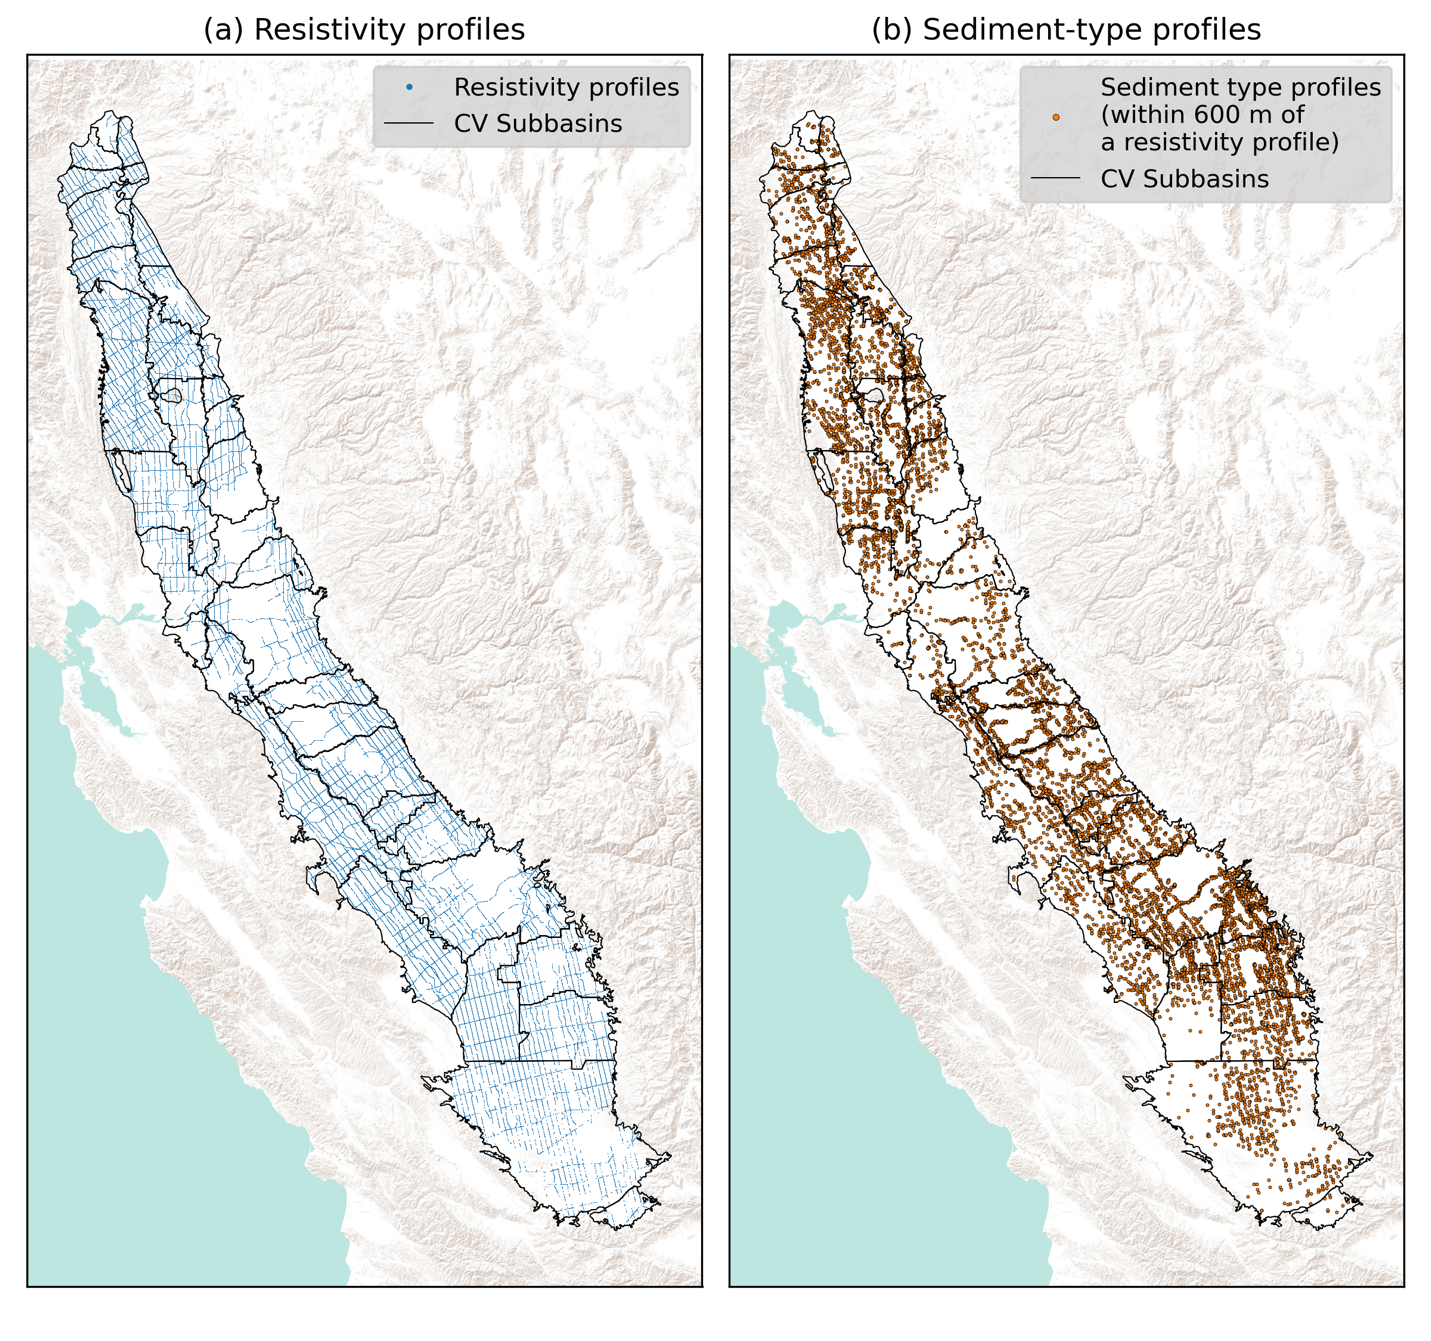 (a) Resistivity profiles
Resistivity profiles
CV Subbasins
(b) Sediment-type profiles
Sediment type profiles
(within 600 m of
a resistivity profile)
CV Subbasins